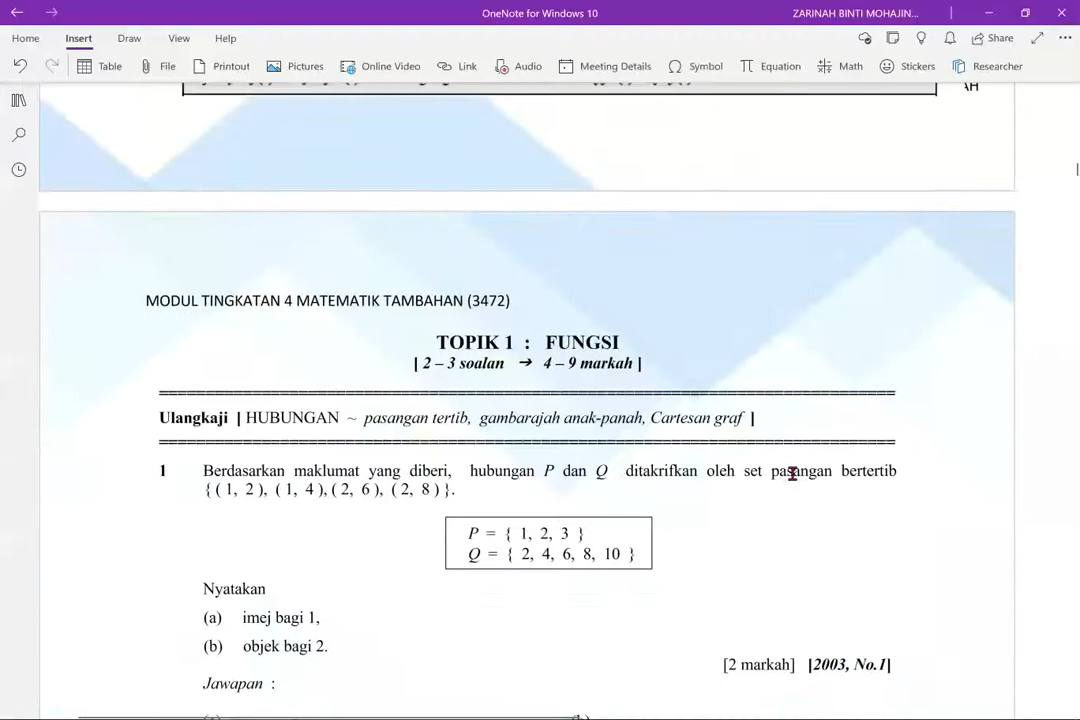 OneNote for Windows 10
ZARINAH BINTI MOHAJIN...
Home
Insert
Draw
View
Help
Share
Table
File
Printout
Pictures
Online Video
Link
Audio
Meeting Details
Symbol
Equation
Math
Stickers
Researcher
MODUL TINGKATAN 4 MATEMATIK TAMBAHAN (3472)
TOPIK 1 : FUNGSI
| 2 – 3 soalan → 4 – 9 markah |
Ulangkaji | HUBUNGAN ~ pasangan tertib, gambarajah anak-panah, Cartesan graf |
1 Berdasarkan maklumat yang diberi, hubungan P dan Q ditakrifkan oleh set pasangan bertertib
{ ( 1, 2 ), ( 1, 4 ), ( 2, 6 ), ( 2, 8 ) }.
P = { 1, 2, 3 }
Q = { 2, 4, 6, 8, 10 }
Nyatakan
(a) imej bagi 1,
(b) objek bagi 2.
[2 markah] |2003, No.1|
Jawapan :